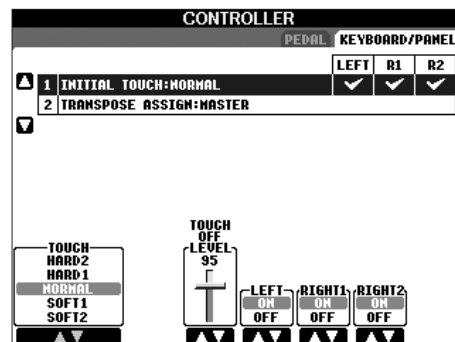 CONTROLLER
PEDAL KEYBOARD/PANEL
LEFT R1 R2
1 INITIAL TOUCH:NORMAL
2 TRANSPOSE ASSIGN:MASTER
TOUCH
HARD2
HARD1
NORMAL
SOFT1
SOFT2
TOUCH
OFF
LEVEL
95
LEFT RIGHT1 RIGHT2
ON ON ON
OFF OFF OFF